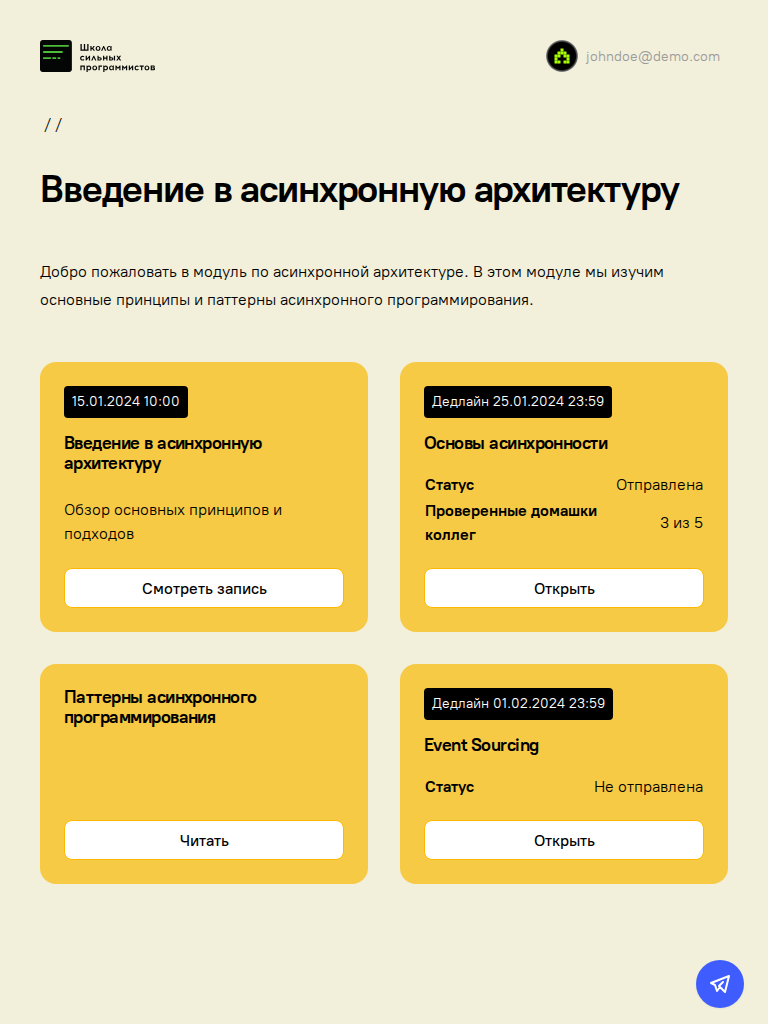 Школа
сильных
программистов
johndoe@demo.com
//
Введение в асинхронную архитектуру
Добро пожаловать в модуль по асинхронной архитектуре. В этом модуле мы изучим
основные принципы и паттерны асинхронного программирования.
15.01.2024 10:00
Введение в асинхронную
архитектуру
Обзор основных принципов и
подходов
Смотреть запись
Дедлайн 25.01.2024 23:59
Основы асинхронности
Статус Отправлена
Проверенные домашки
коллег 3 из 5
Открыть
Паттерны асинхронного
программирования
Читать
Дедлайн 01.02.2024 23:59
Event Sourcing
Статус Не отправлена
Открыть